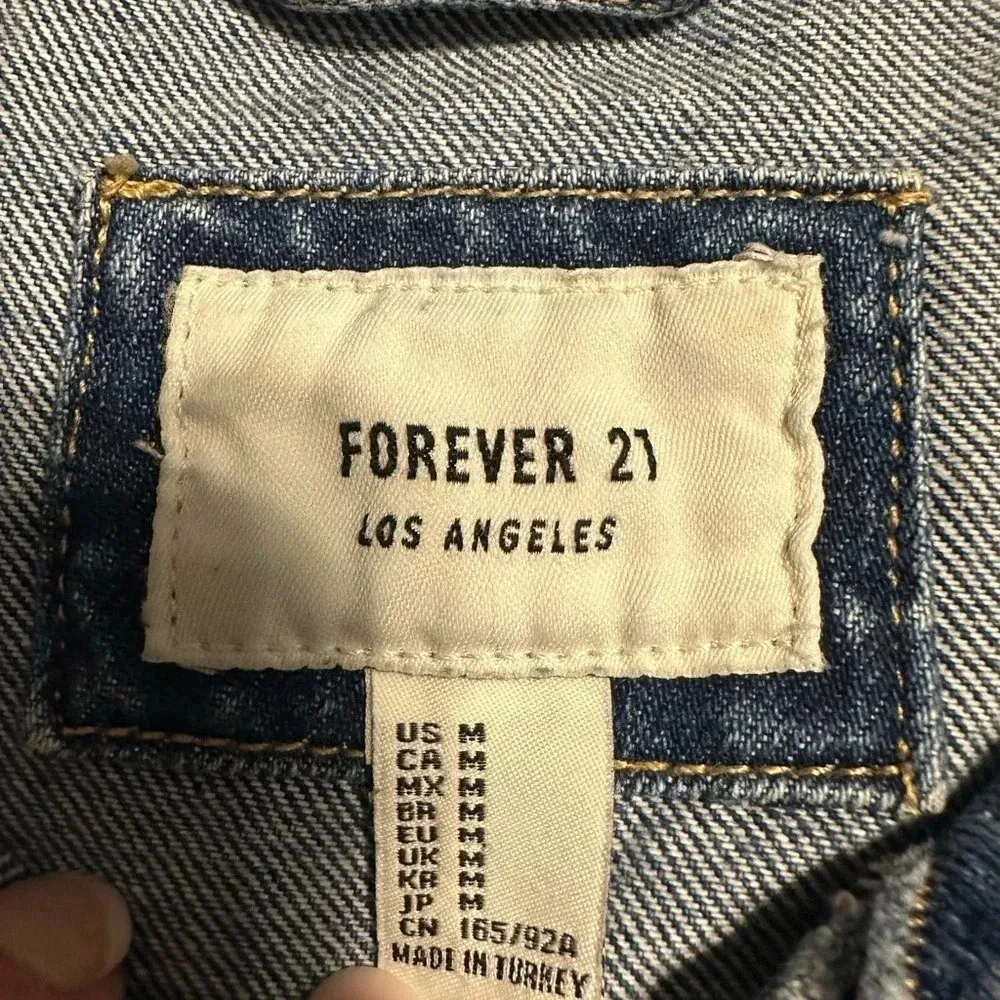 FOREVER 21
LOS ANGELES
US M
CA M
MX M
BR M
EU M
UK M
KR M
JP M
CN 165/92A
MADE IN TURKEY